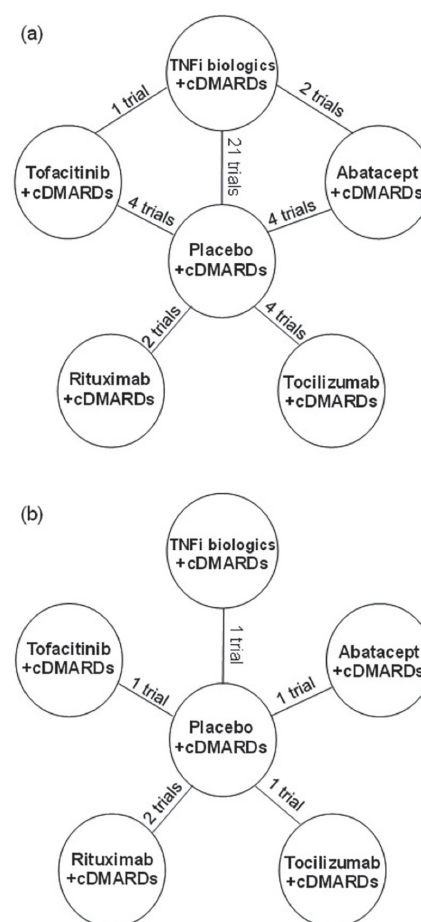 (a)
TNFi biologics
+cDMARDs
1 trial
2 trials
21 trials
Tofacitinib
+cDMARDs
Abatacept
+cDMARDs
4 trials
4 trials
Placebo
+cDMARDs
2 trials
4 trials
Rituximab
+cDMARDs
Tocilizumab
+cDMARDs
(b)
TNFi biologics
+cDMARDs
1 trial
Tofacitinib
+cDMARDs
Abatacept
+cDMARDs
1 trial
1 trial
Placebo
+cDMARDs
2 trials
1 trial
Rituximab
+cDMARDs
Tocilizumab
+cDMARDs